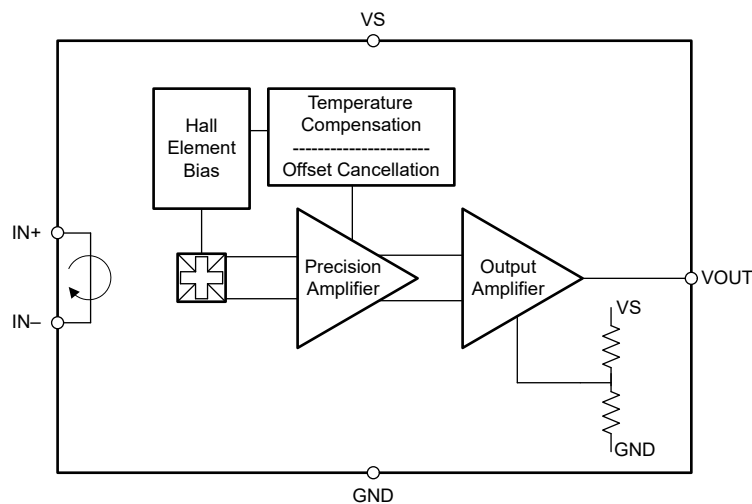 VS
Hall
Element
Bias
Temperature
Compensation
----------------------
Offset Cancellation
IN+
IN–
Precision
Amplifier
Output
Amplifier
VOUT
VS
GND
GND